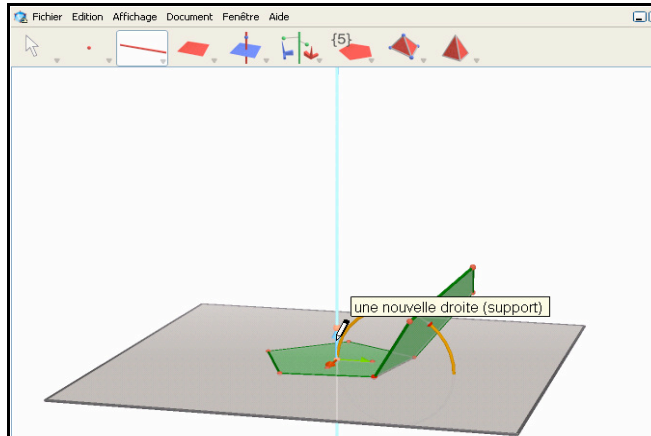 Fichier Edition Affichage Document Fenêtre Aide
{5}
une nouvelle droite (support)